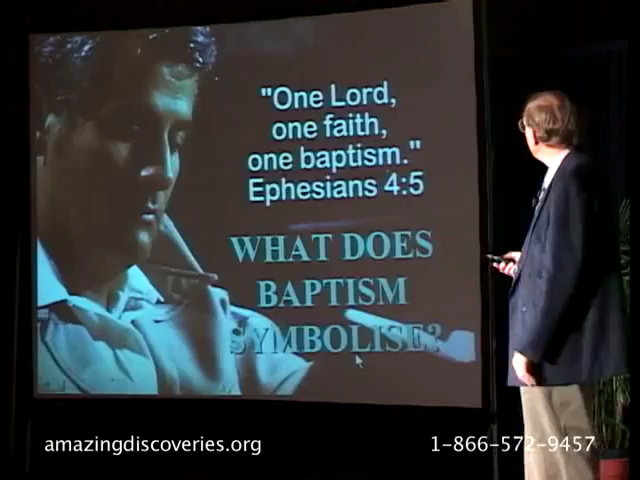 "One Lord,
one faith,
one baptism."
Ephesians 4:5
WHAT DOES
BAPTISM
SYMBOLISE?
amazingdiscoveries.org
1-866-572-9457